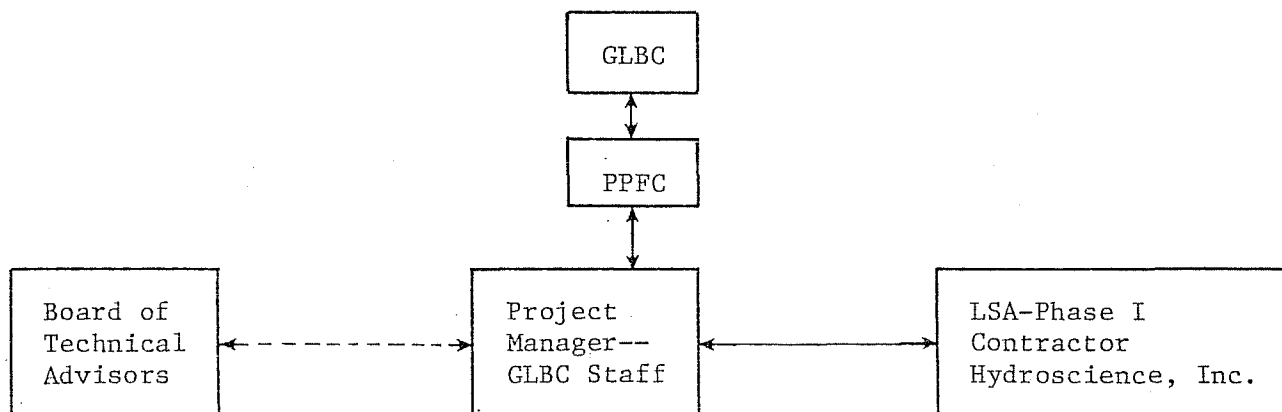 GLBC
PPFC
Board of
Technical
Advisors
Project
Manager--
GLBC Staff
LSA-Phase I
Contractor
Hydroscience, Inc.